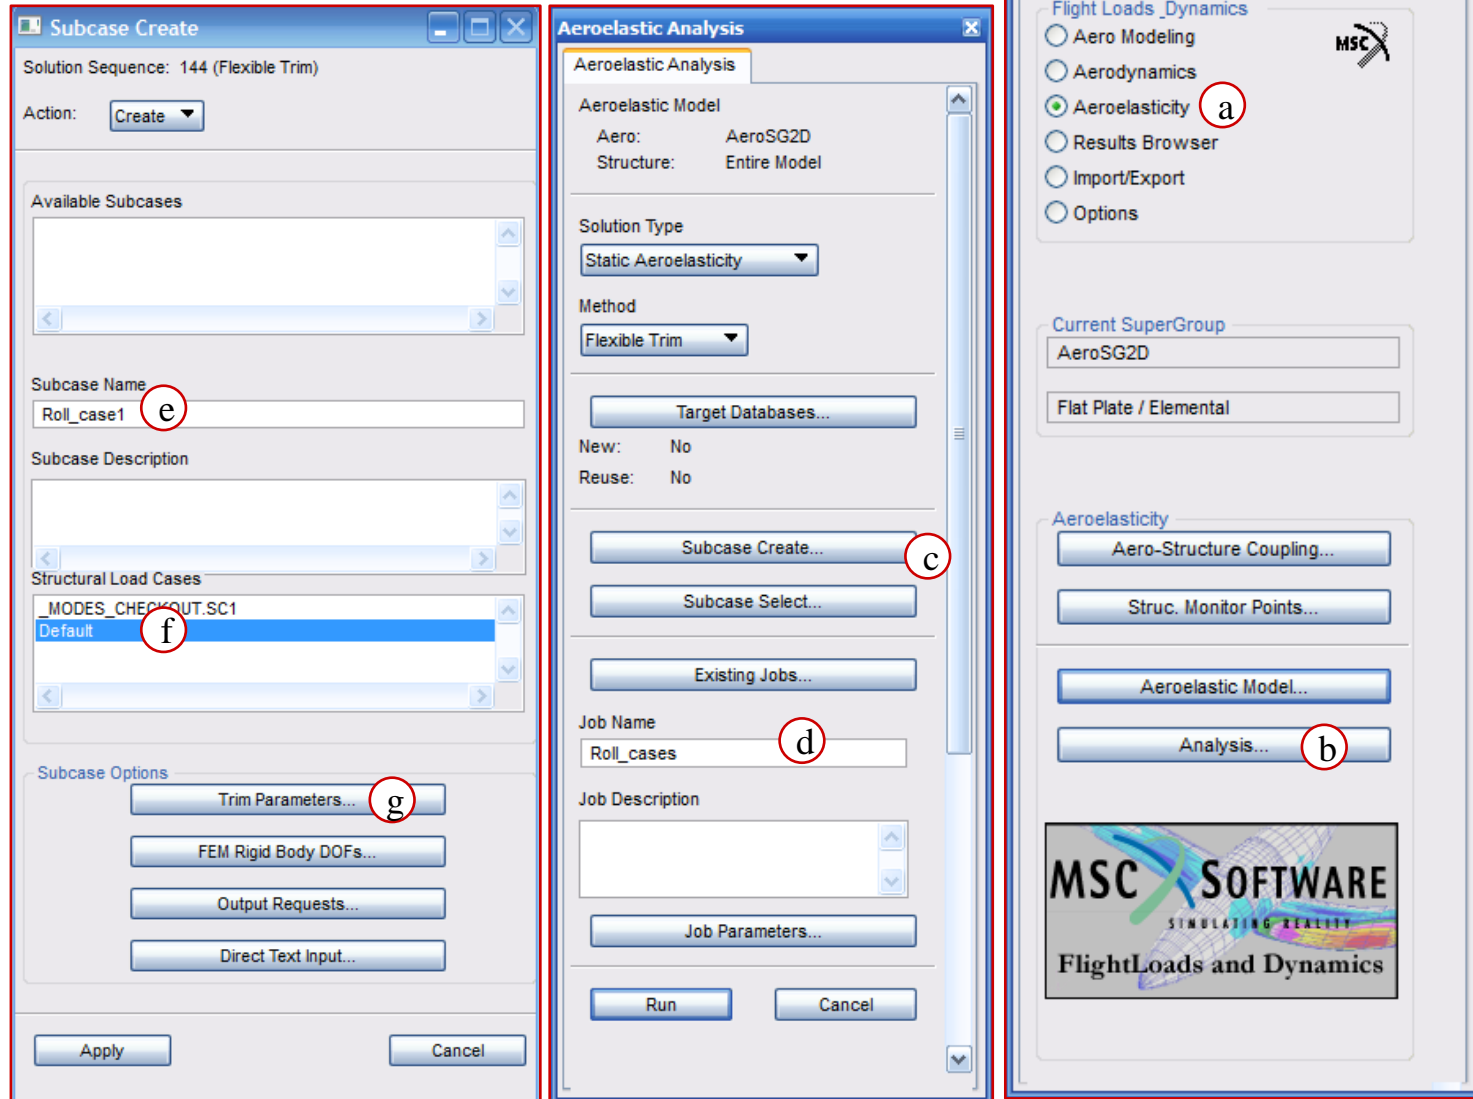 Subcase Create
Solution Sequence: 144 (Flexible Trim)
Action:
Create
Available Subcases
Subcase Name
Roll_case1
e
Subcase Description
Structural Load Cases
_MODES_CHECKOUT.SC1
Default
f
Subcase Options
Trim Parameters...
g
FEM Rigid Body DOFs...
Output Requests...
Direct Text Input...
Apply
Cancel
Aeroelastic Analysis
Aeroelastic Analysis
Aeroelastic Model
Aero: AeroSG2D
Structure: Entire Model
Solution Type
Static Aeroelasticity
Method
Flexible Trim
Target Databases...
New: No
Reuse: No
Subcase Create...
c
Subcase Select...
Existing Jobs...
Job Name
d
Roll_cases
Job Description
Job Parameters...
Run
Cancel
Flight Loads _Dynamics
Aero Modeling
MSC
Aerodynamics
Aeroelasticity
a
Results Browser
Import/Export
Options
Current SuperGroup
AeroSG2D
Flat Plate / Elemental
Aeroelasticity
Aero-Structure Coupling...
Struc. Monitor Points...
Aeroelastic Model...
Analysis...
b
MSC SOFTWARE
SIMULATING REALITY
FlightLoads and Dynamics